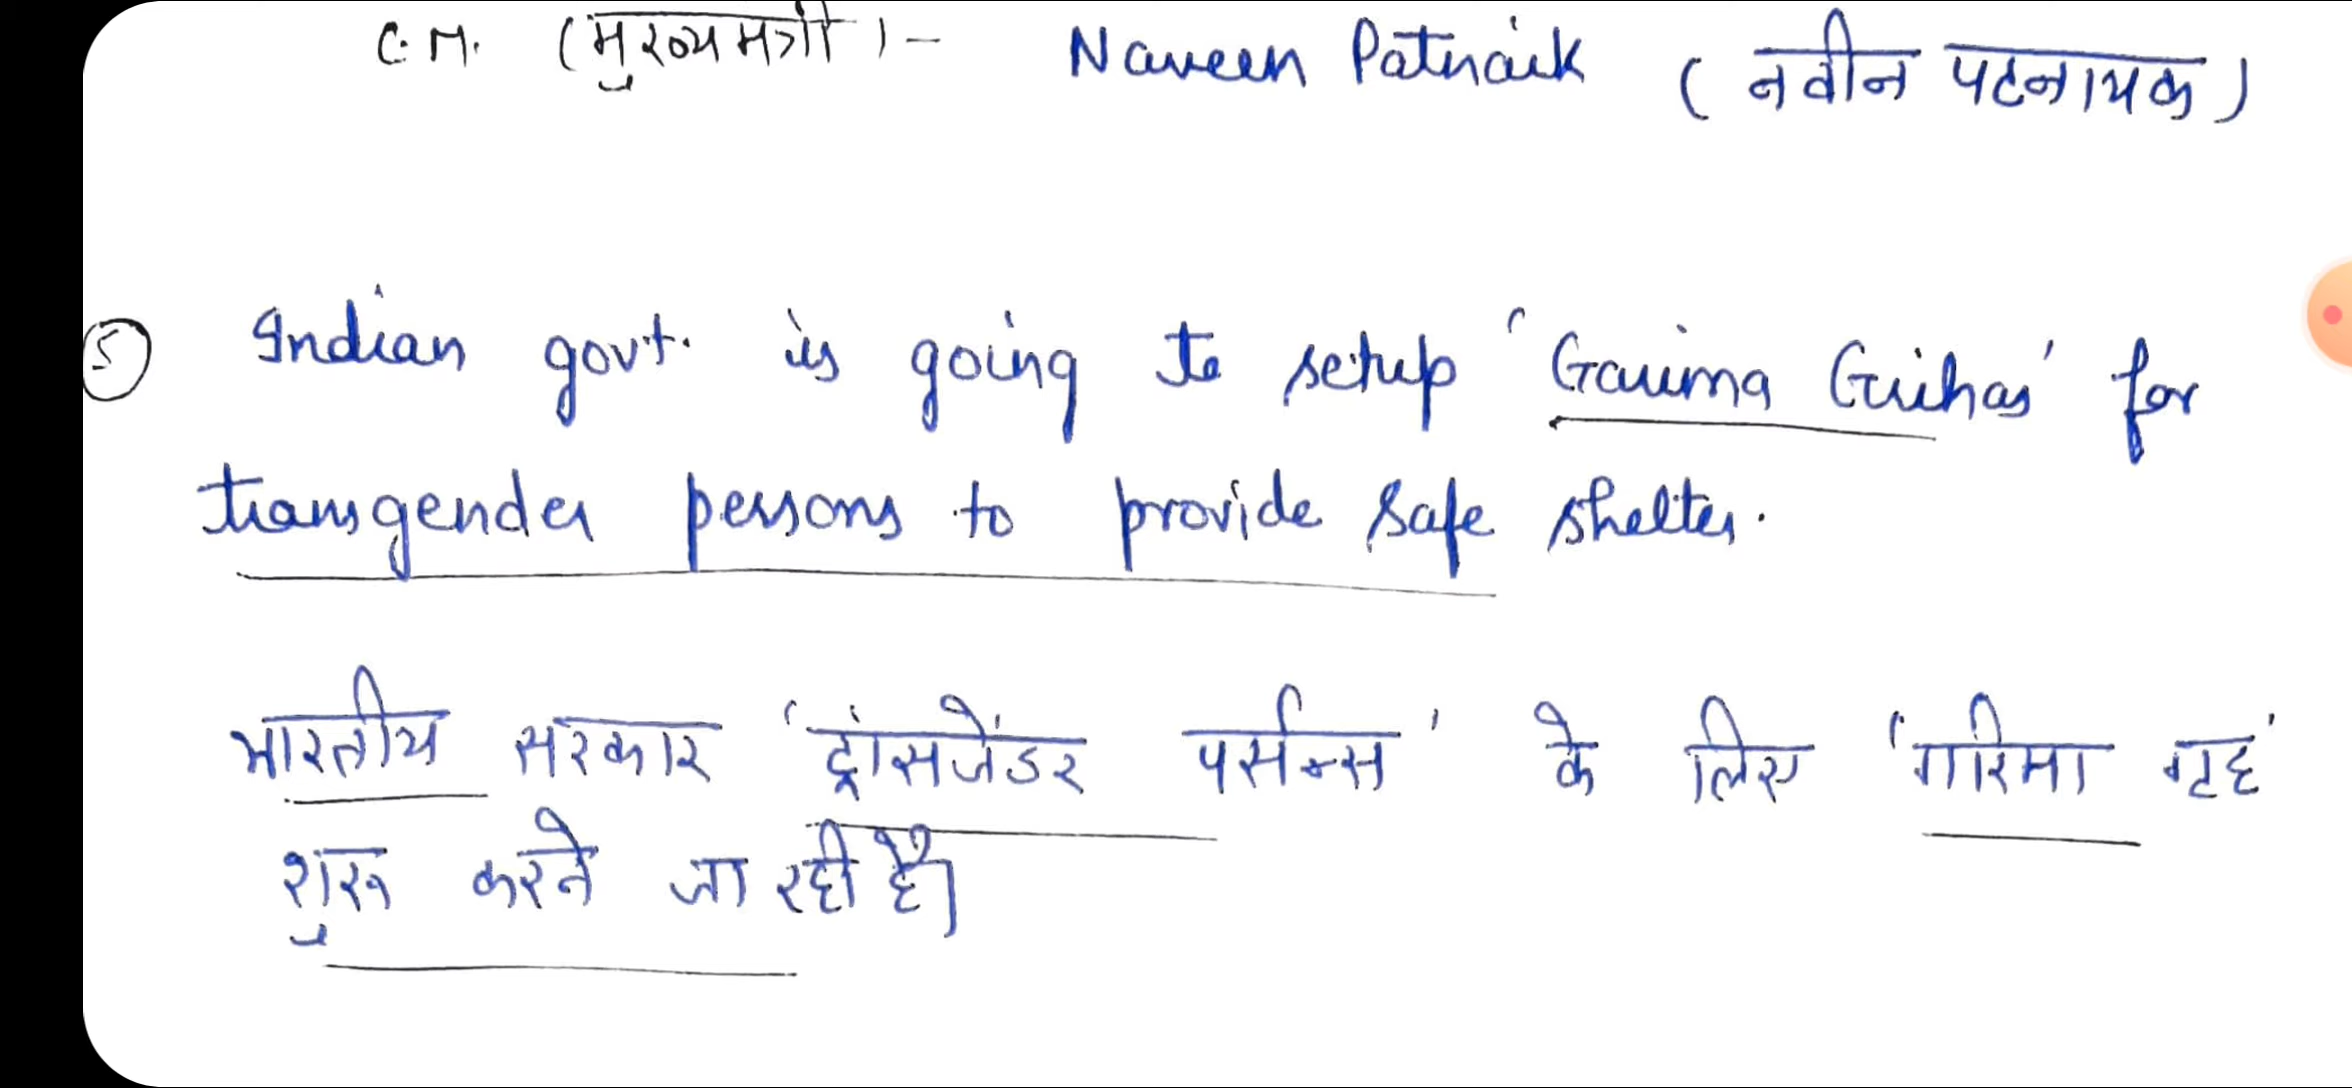 C.M. (मुख्यमंत्री) - Naveen Patnaik (नवीन पटनायक)
5 Indian govt. is going to setup 'Garima Grihas' for
transgender persons to provide safe shelter.
भारतीय सरकार 'ट्रांसजेंडर पर्सन्स' के लिए 'गरिमा गृह'
शुरू करने जा रही है।